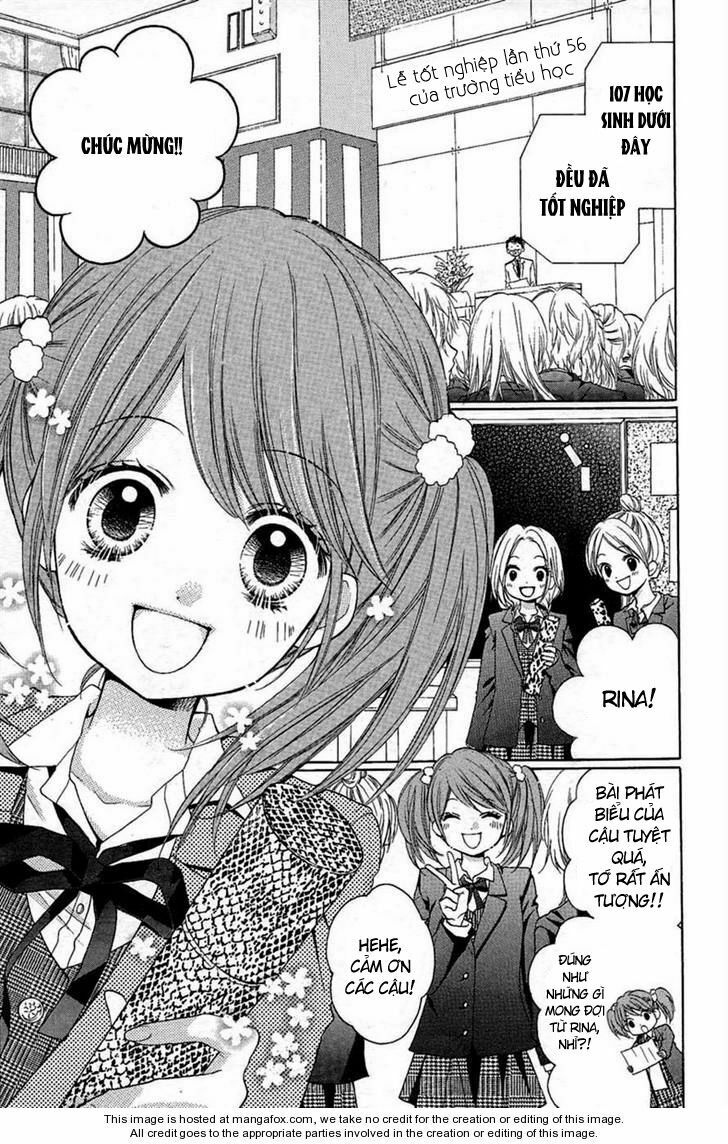 Lễ tốt nghiệp lần thứ 56
của trường tiểu học
107 HỌC
SINH DƯỚI
ĐÂY
ĐỀU ĐÃ
TỐT NGHIỆP
CHÚC MỪNG!!
RINA!
BÀI PHÁT
BIỂU CỦA
CẬU TUYỆT
QUÁ,
TỚ RẤT ẤN
TƯỢNG!!
HEHE,
CẢM ƠN
CÁC CẬU!
ĐÚNG
NHƯ
NHỮNG GÌ
MONG ĐỢI
TỪ RINA,
NHỈ?!
This image is hosted at mangafox.com, we take no credit for the creation or editing of this image.
All credit goes to the appropriate parties involved in the creation or editing of this image.